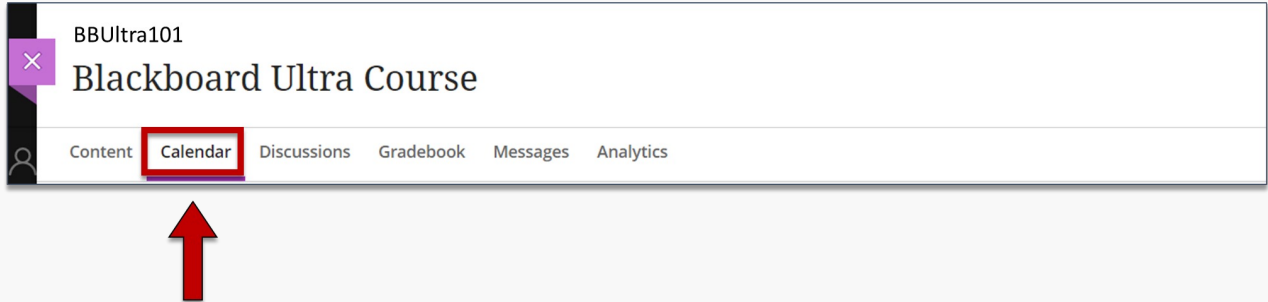 BBUltra101
Blackboard Ultra Course
Content Calendar Discussions Gradebook Messages Analytics